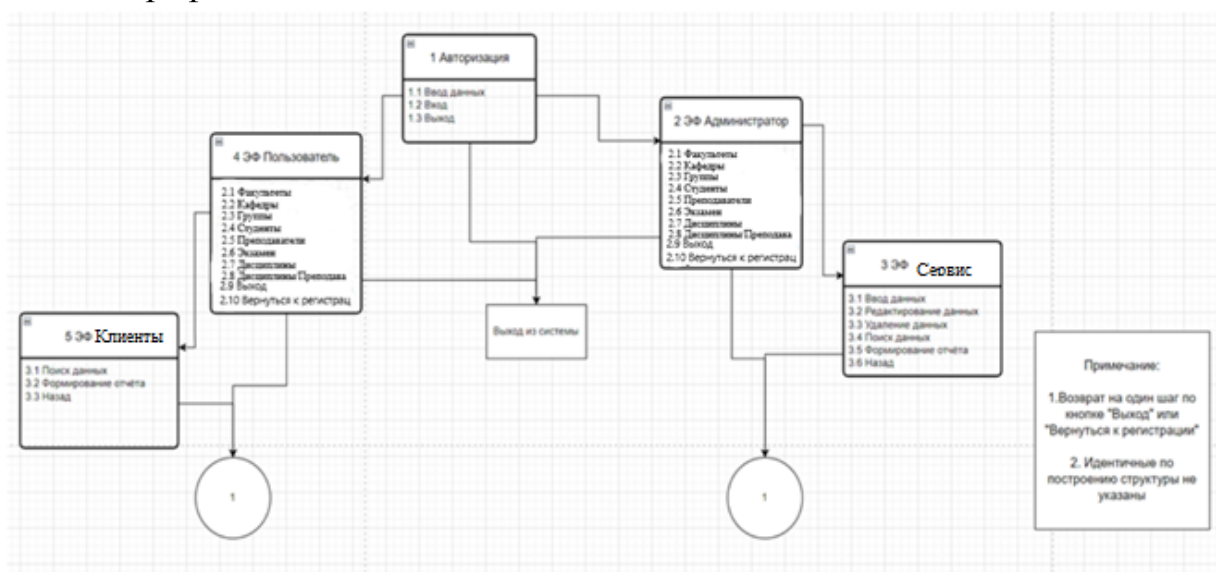 1 Авторизация
1.1 Ввод данных
1.2 Вход
1.3 Выход
2 ЭФ Администратор
2.1 Факультеты
2.2 Кафедры
2.3 Группы
2.4 Студенты
2.5 Преподаватели
2.6 Экзамен
2.7 Дисциплины
2.8 Дисциплины Препода
2.9 Выход
2.10 Вернуться к регистрац
4 ЭФ Пользователь
2.1 Факультеты
2.2 Кафедры
2.3 Группы
2.4 Студенты
2.5 Преподаватели
2.6 Экзамен
2.7 Дисциплины
2.8 Дисциплины Препода
2.9 Выход
2.10 Вернуться к регистрац
3 ЭФ Сервис
3.1 Ввод данных
3.2 Редактирование данных
3.3 Удаление данных
3.4 Поиск данных
3.5 Формирование отчёта
3.6 Назад
Выход из системы
5 ЭФ Клиенты
3.1 Поиск данных
3.2 Формирование отчёта
3.3 Назад
Примечание:
1.Возврат на один шаг по
кнопке "Выход" или
"Вернуться к регистрации"
2. Идентичные по
построению структуры не
указаны
1
1